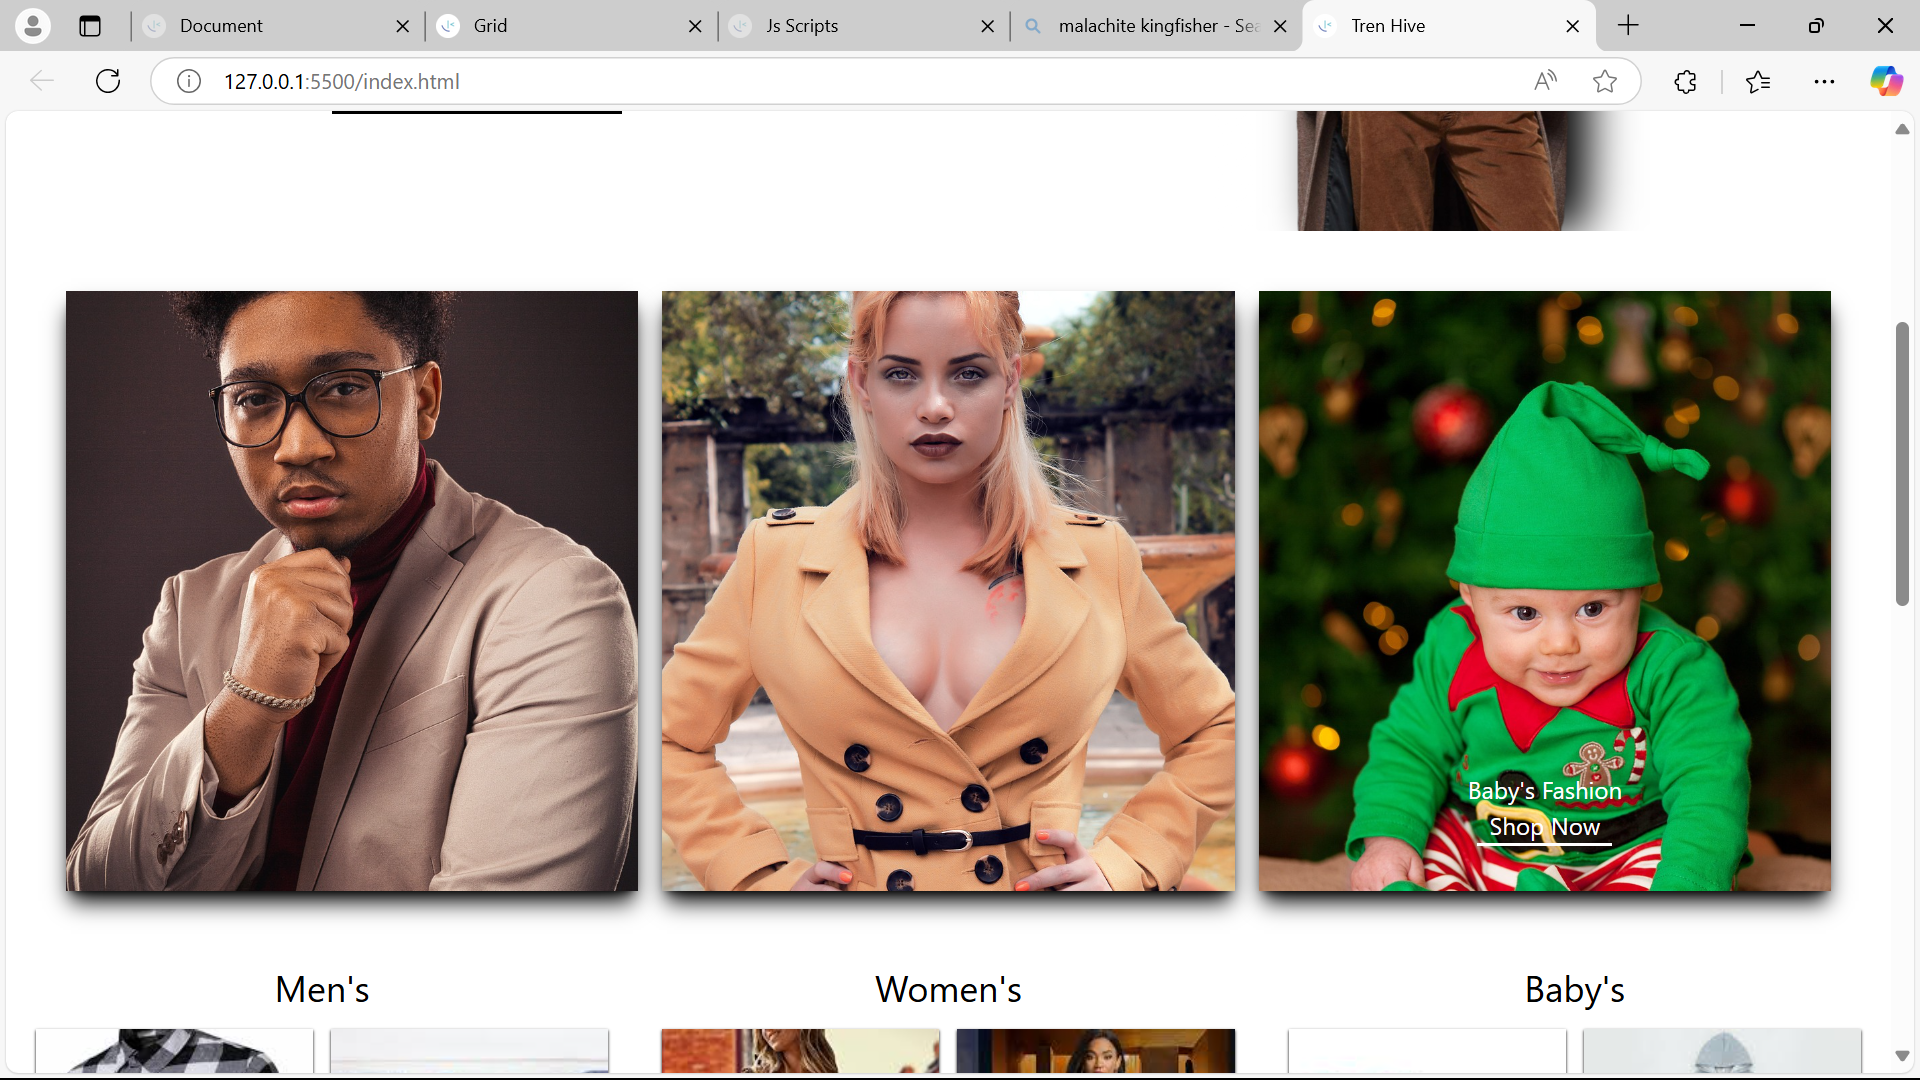 Document
Grid
Js Scripts
malachite kingfisher - Sea
Tren Hive
127.0.0.1:5500/index.html
Baby's Fashion
Shop Now
Men's
Women's
Baby's